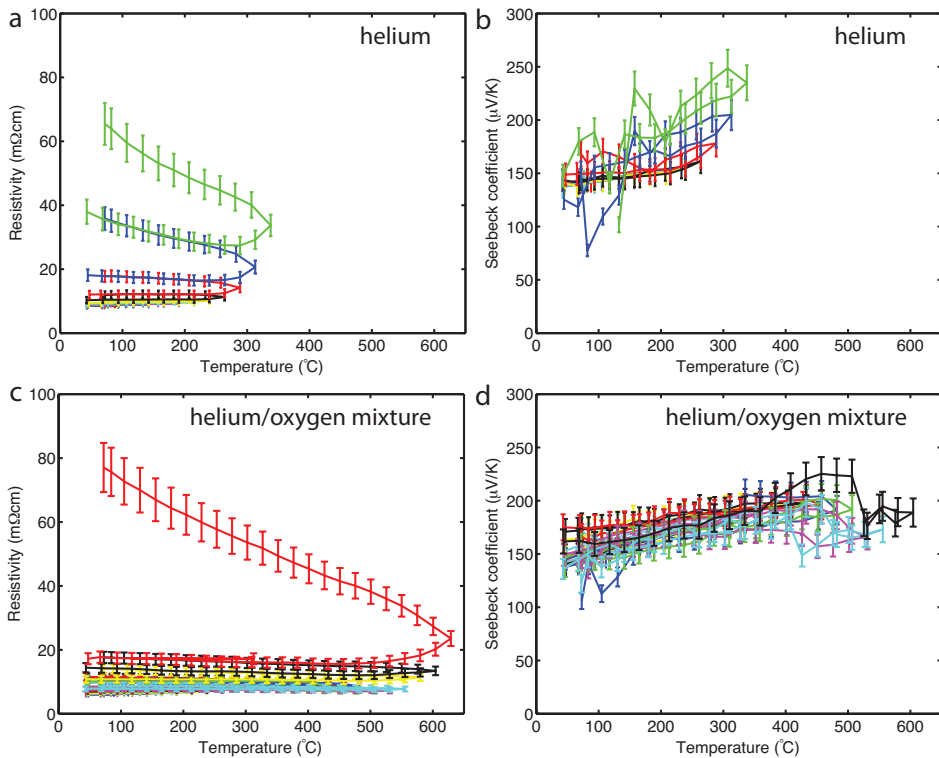 a
helium
100
80
60
40
20
0
Resistivity (mΩcm)
0 100 200 300 400 500 600
Temperature (°C)
b
helium
300
250
200
150
100
50
0
Seebeck coefficient (μV/K)
0 100 200 300 400 500 600
Temperature (°C)
c
helium/oxygen mixture
100
80
60
40
20
0
Resistivity (mΩcm)
0 100 200 300 400 500 600
Temperature (°C)
d
helium/oxygen mixture
300
250
200
150
100
50
0
Seebeck coefficient (μV/K)
0 100 200 300 400 500 600
Temperature (°C)